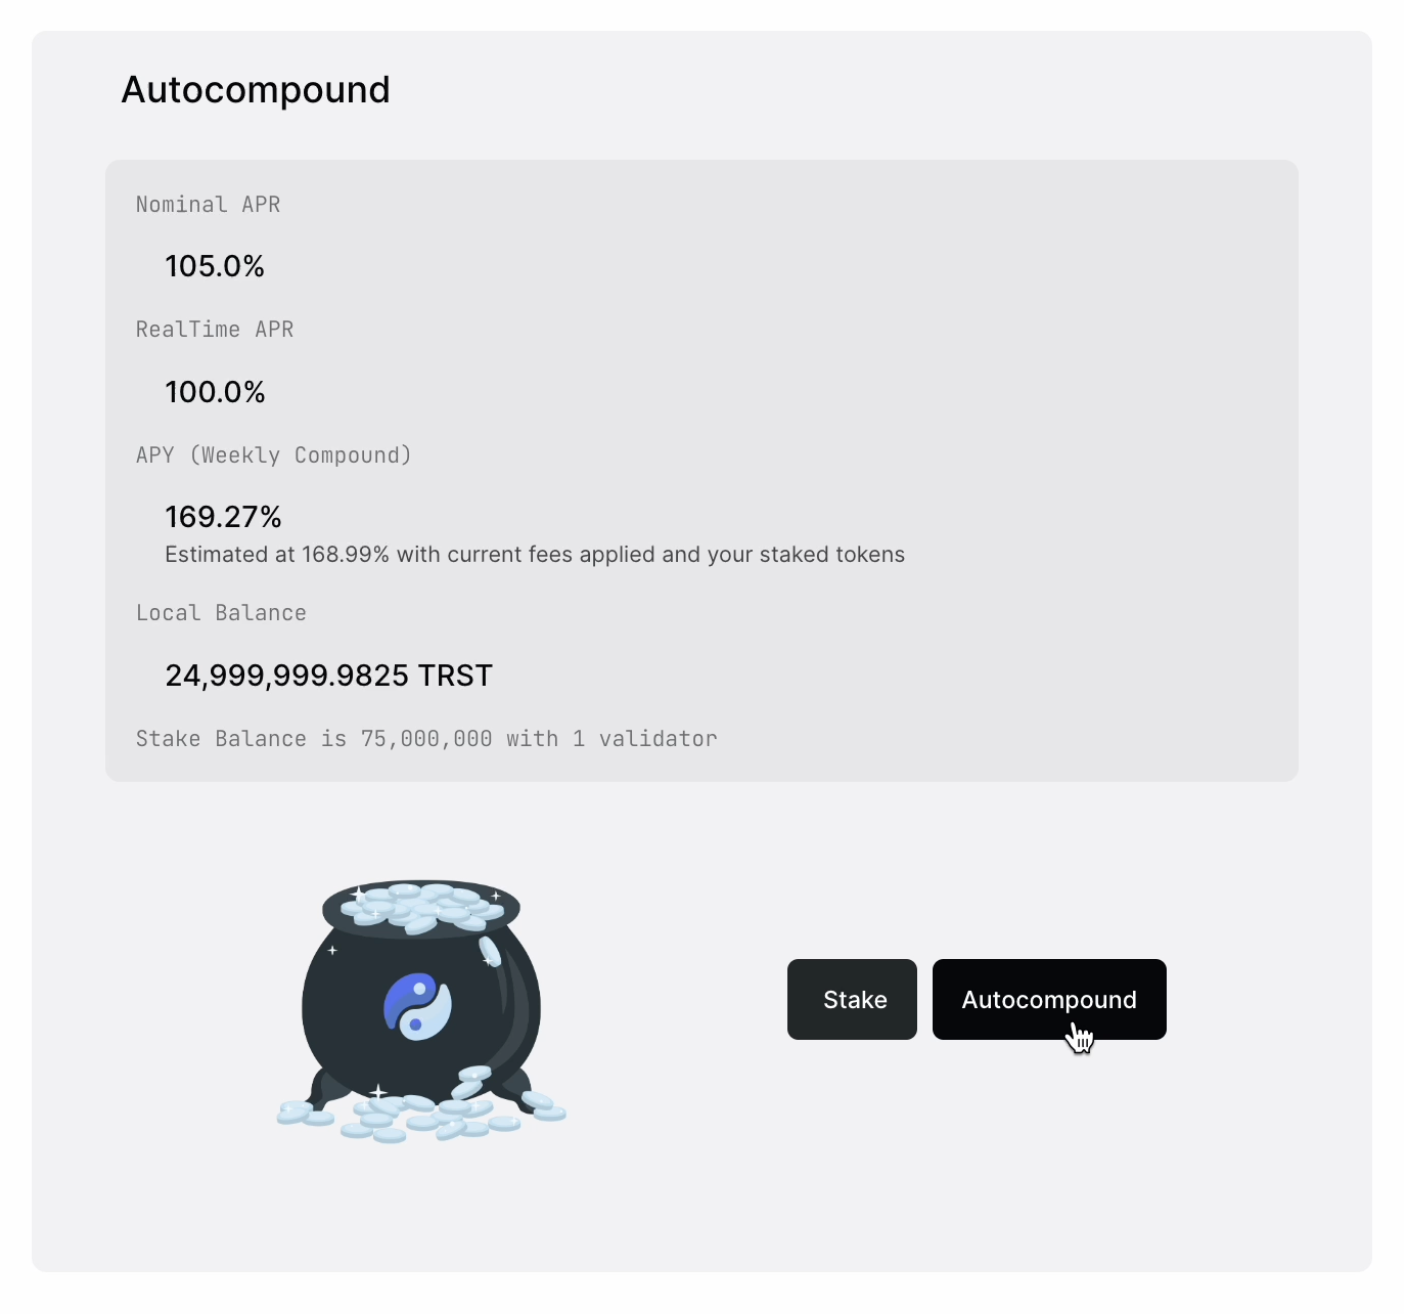 Autocompound
Nominal APR
105.0%
RealTime APR
100.0%
APY (Weekly Compound)
169.27%
Estimated at 168.99% with current fees applied and your staked tokens
Local Balance
24,999,999.9825 TRST
Stake Balance is 75,000,000 with 1 validator
Stake
Autocompound